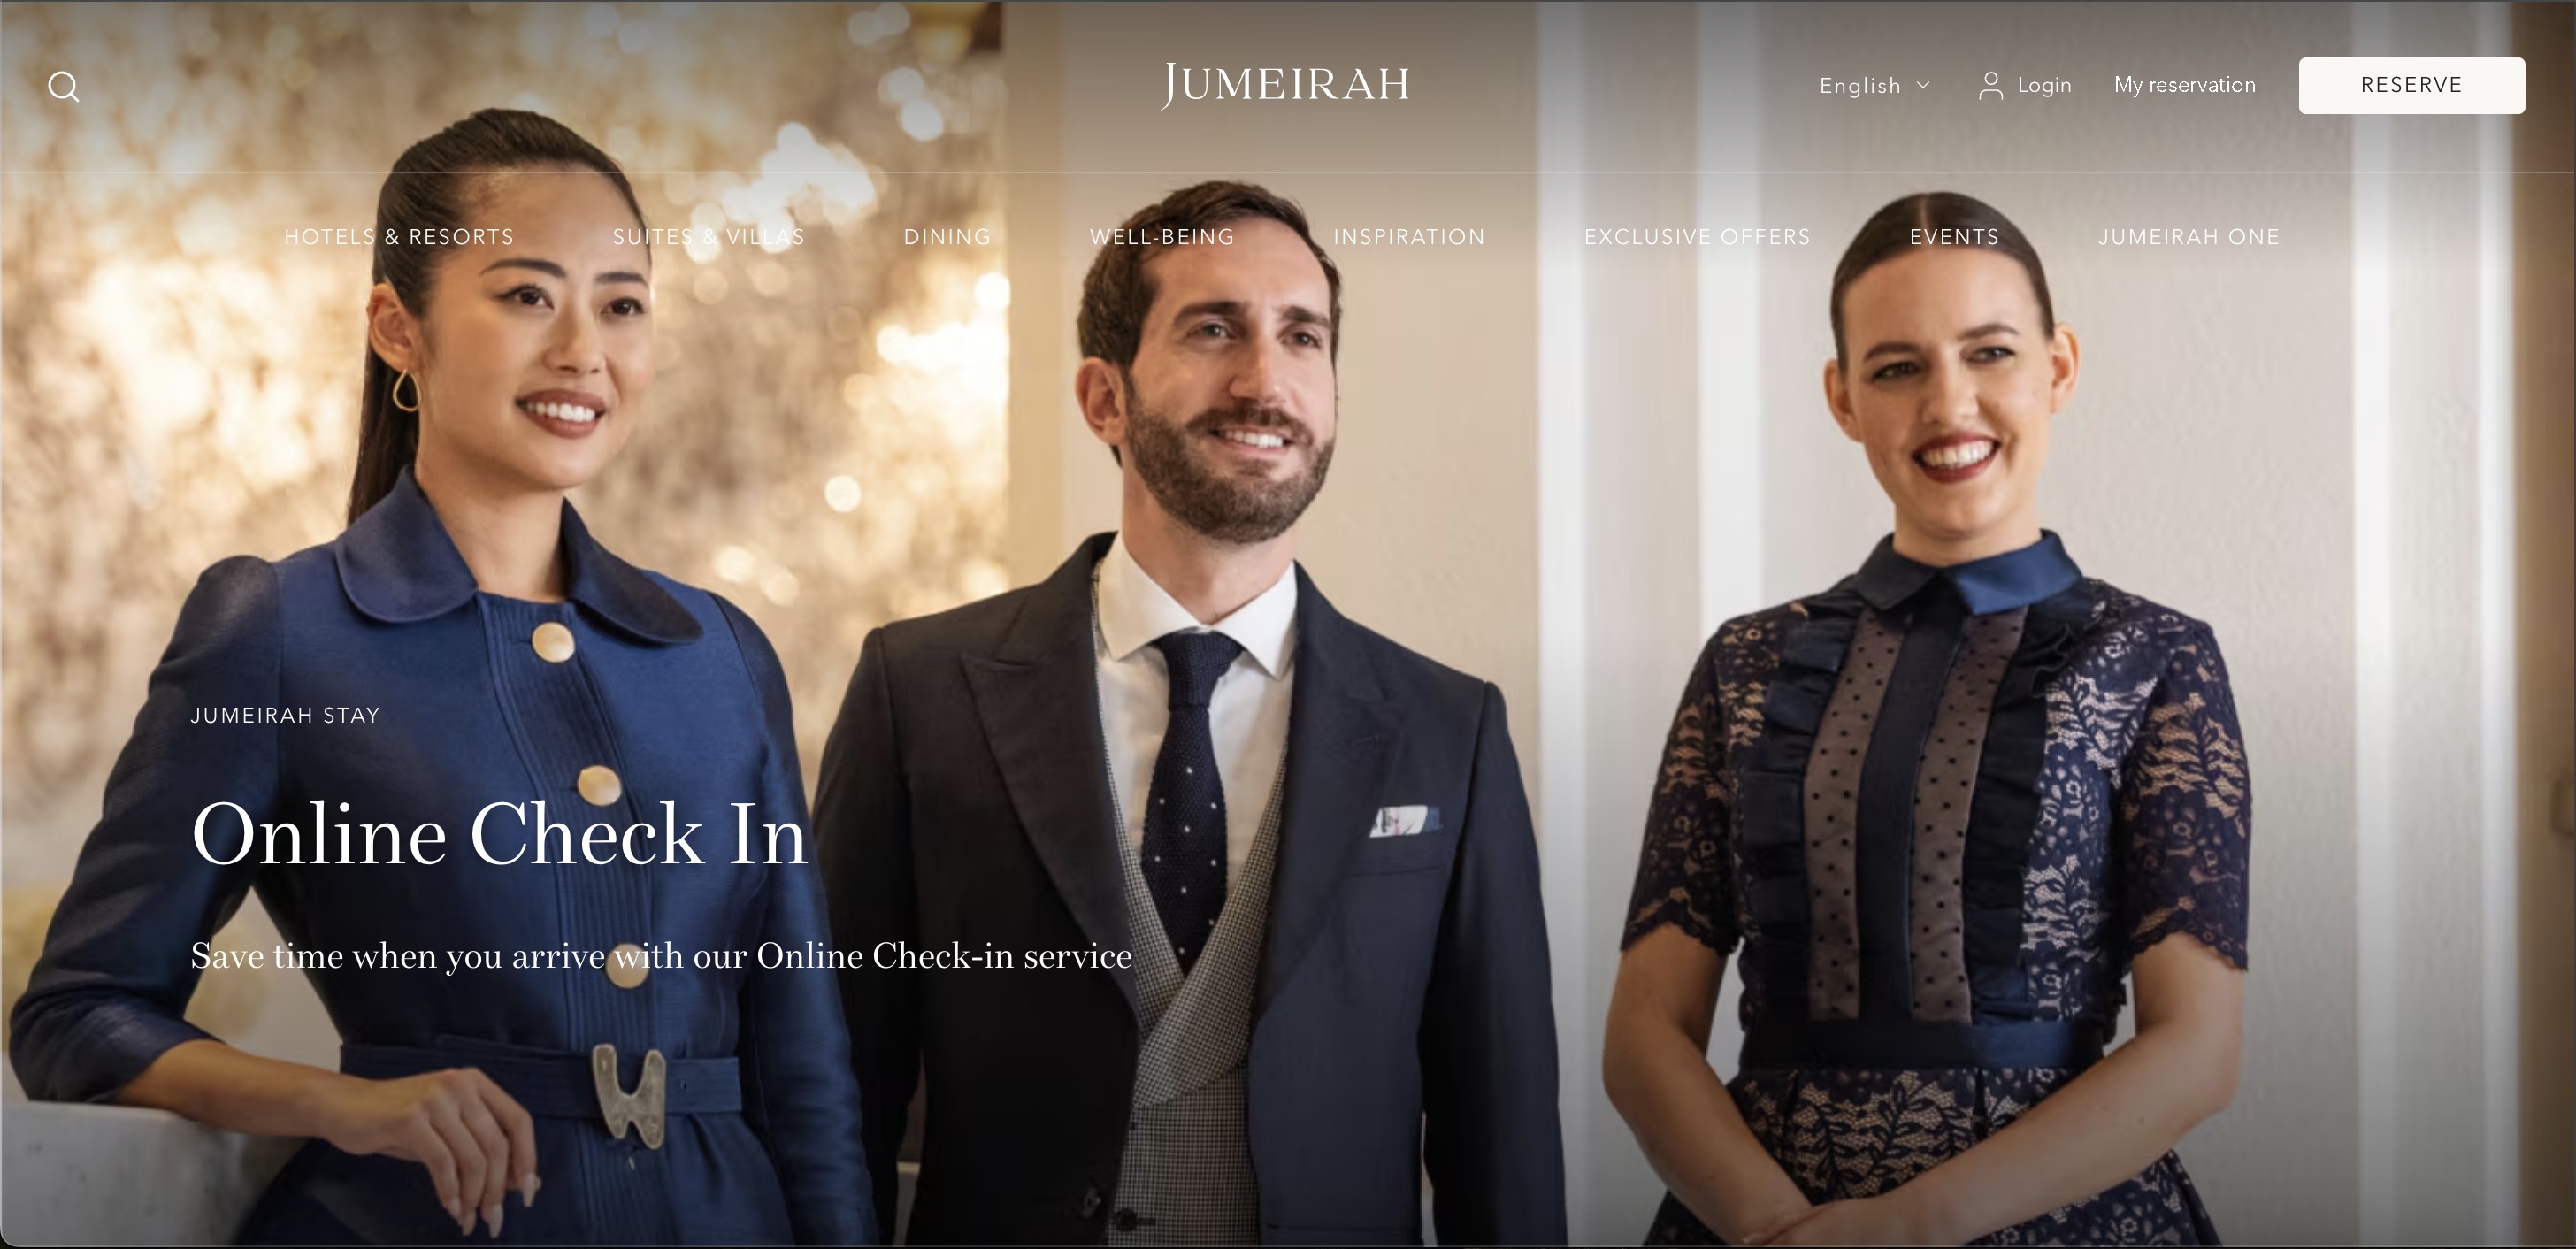 JUMEIRAH
English
Login
My reservation
RESERVE
HOTELS & RESORTS
SUITES & VILLAS
DINING
WELL-BEING
INSPIRATION
EXCLUSIVE OFFERS
EVENTS
JUMEIRAH ONE
JUMEIRAH STAY
Online Check In
Save time when you arrive with our Online Check-in service